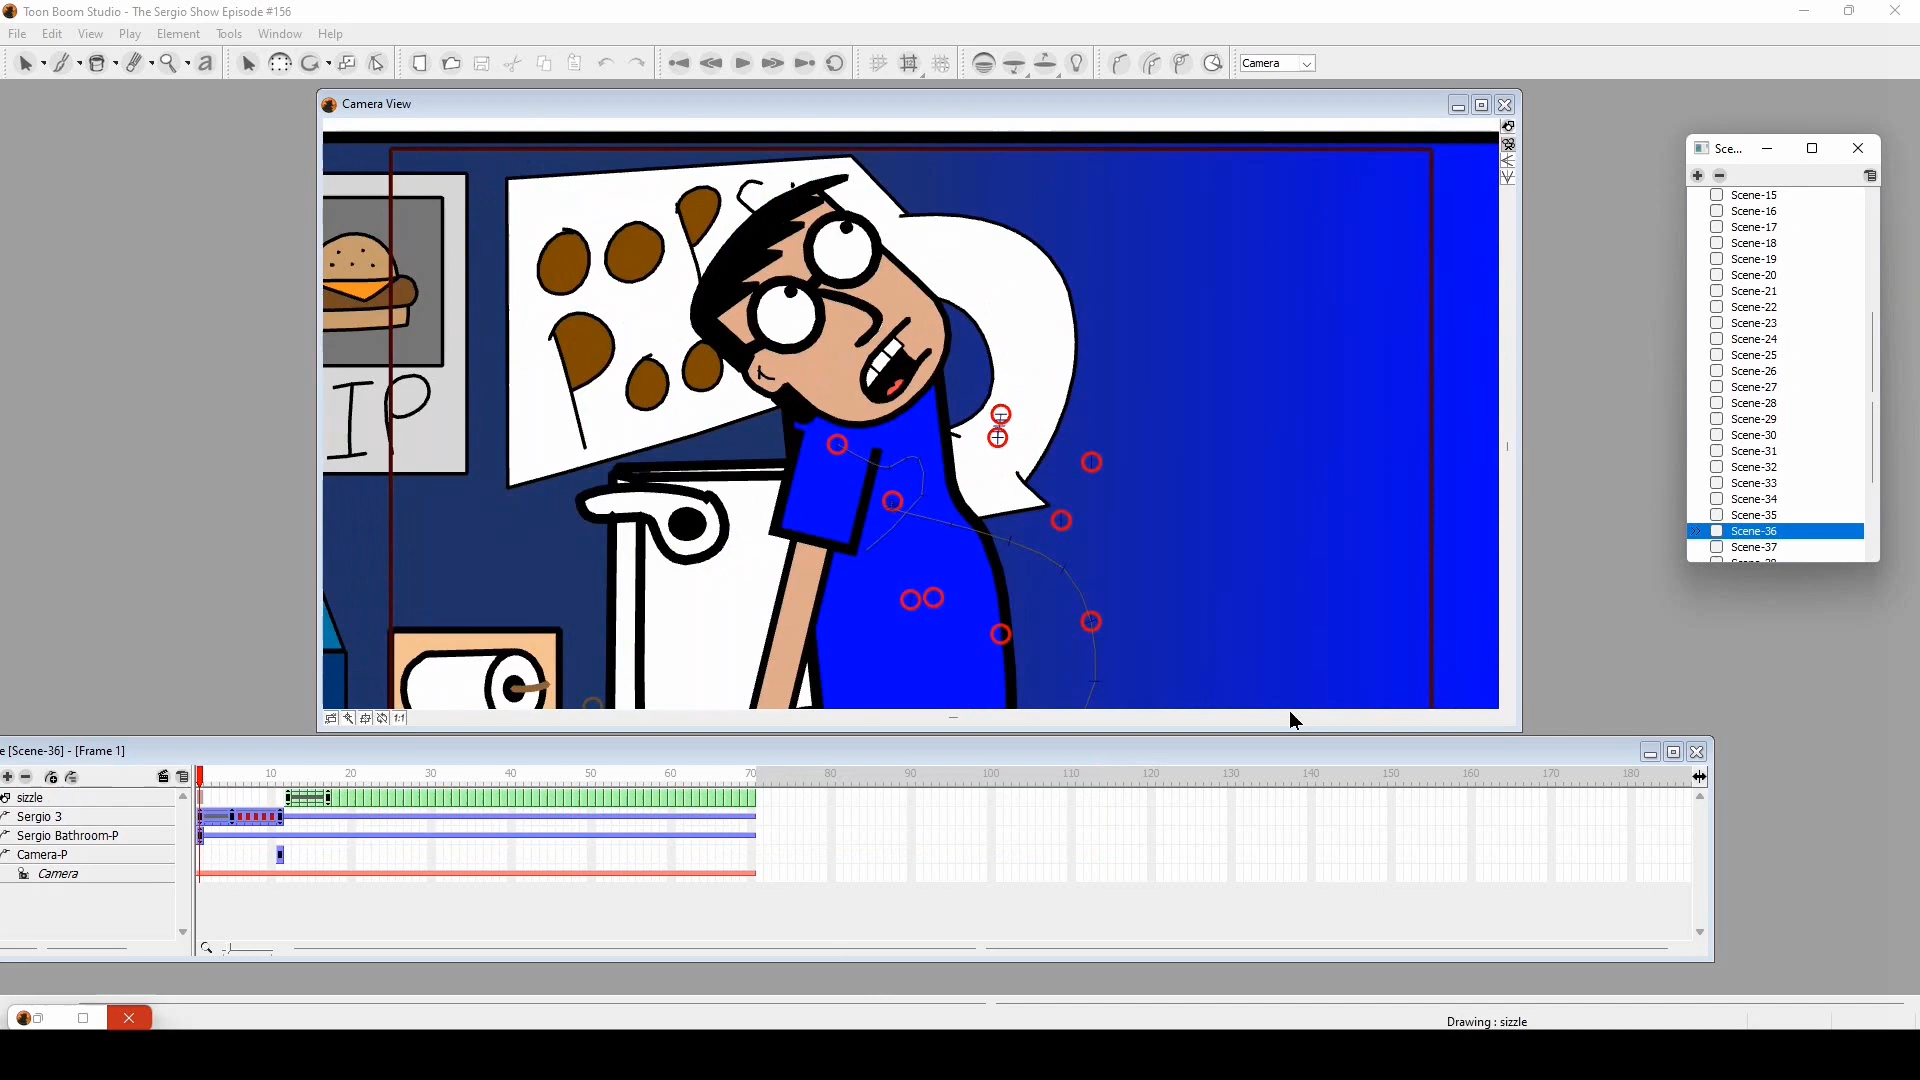 Toon Boom Studio - The Sergio Show Episode #156
File Edit View Play Element Tools Window Help
a Camera
Camera View
Sce...
Scene-15
Scene-16
Scene-17
Scene-18
Scene-19
Scene-20
Scene-21
Scene-22
Scene-23
Scene-24
Scene-25
Scene-26
Scene-27
Scene-28
Scene-29
Scene-30
Scene-31
Scene-32
Scene-33
Scene-34
Scene-35
Scene-36
Scene-37
IP
1:1
e [Scene-36] - [Frame 1]
10 20 30 40 50 60 70 80 90 100 110 120 130 140 150 160 170 180
sizzle
Sergio 3
Sergio Bathroom-P
Camera-P
Camera
Drawing : sizzle